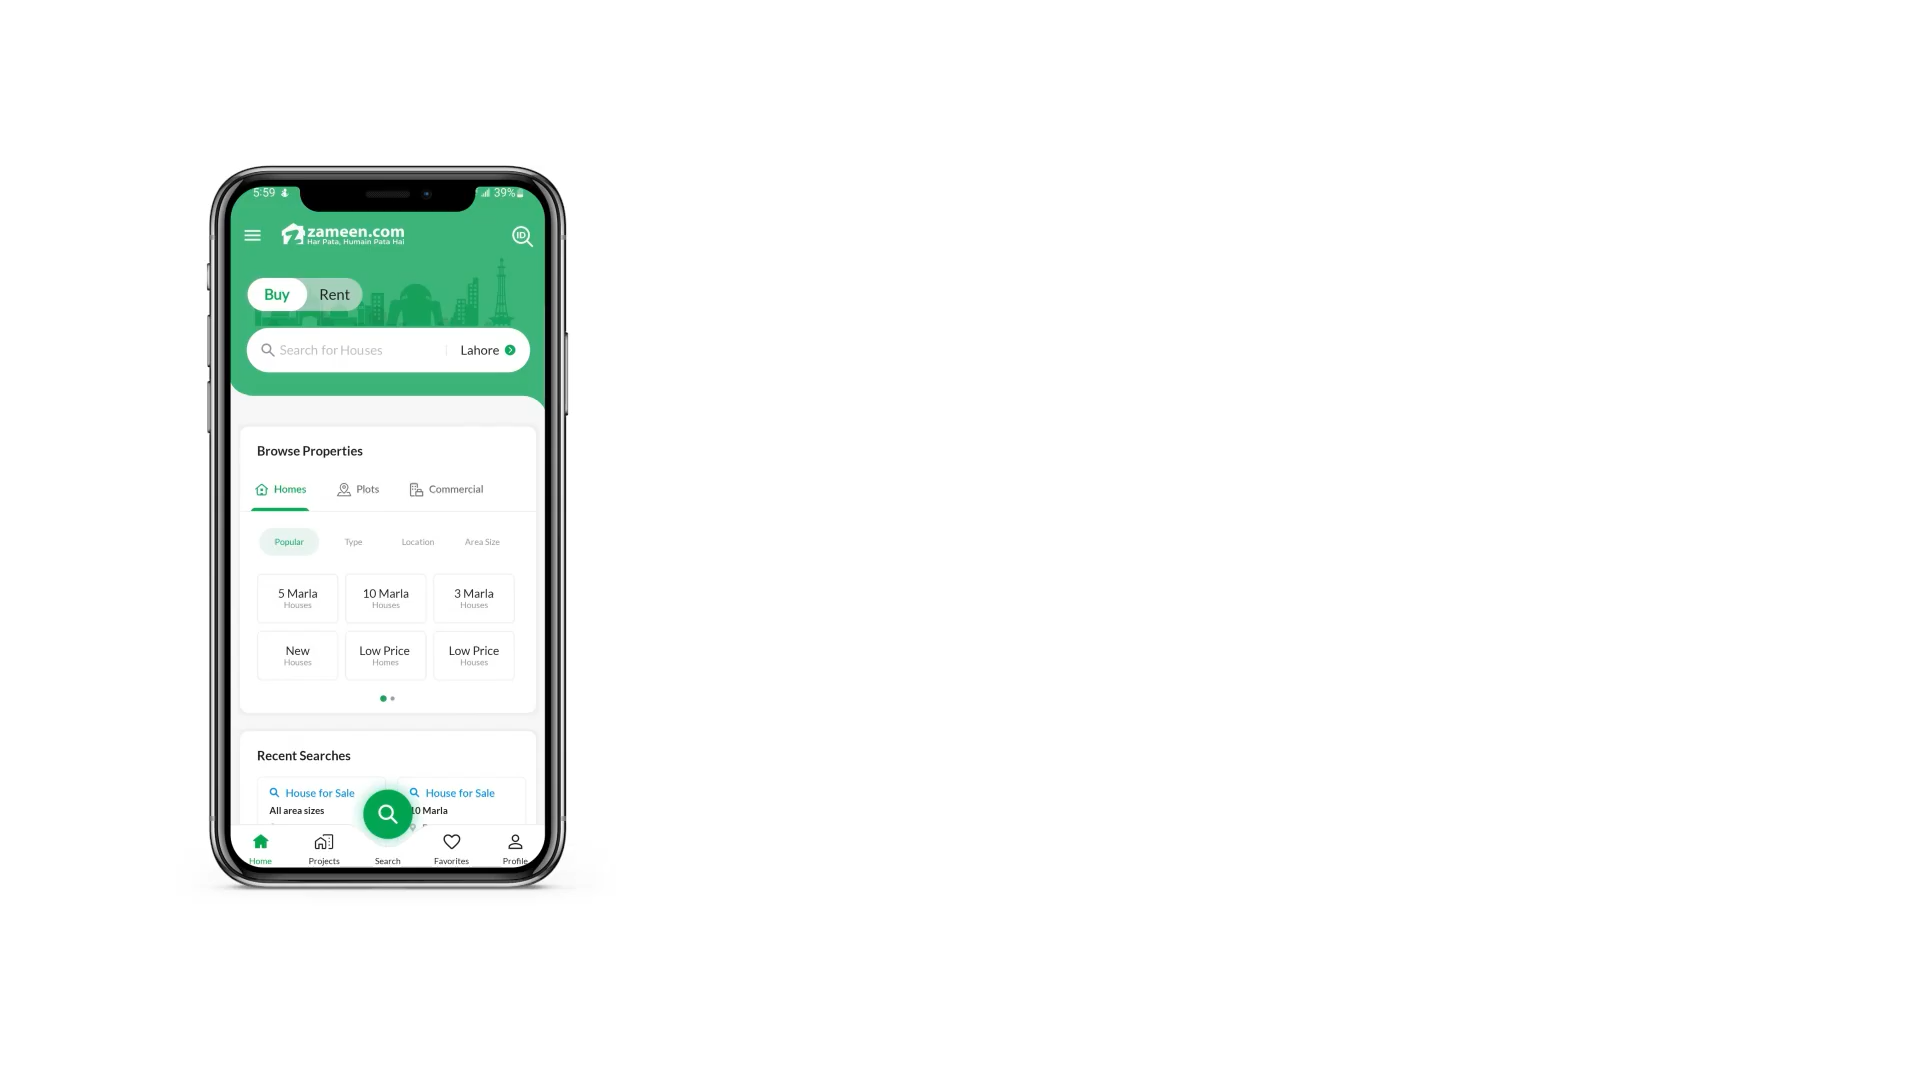 5:59
39%
zameen.com
Har Pata, Humain Pata Hai
ID
Buy
Rent
Search for Houses
Lahore
Browse Properties
Homes
Plots
Commercial
Popular
Type
Location
Area Size
5 Marla
Houses
10 Marla
Houses
3 Marla
Houses
New
Houses
Low Price
Homes
Low Price
Houses
Recent Searches
House for Sale
All area sizes
House for Sale
10 Marla
Home
Projects
Search
Favorites
Profile